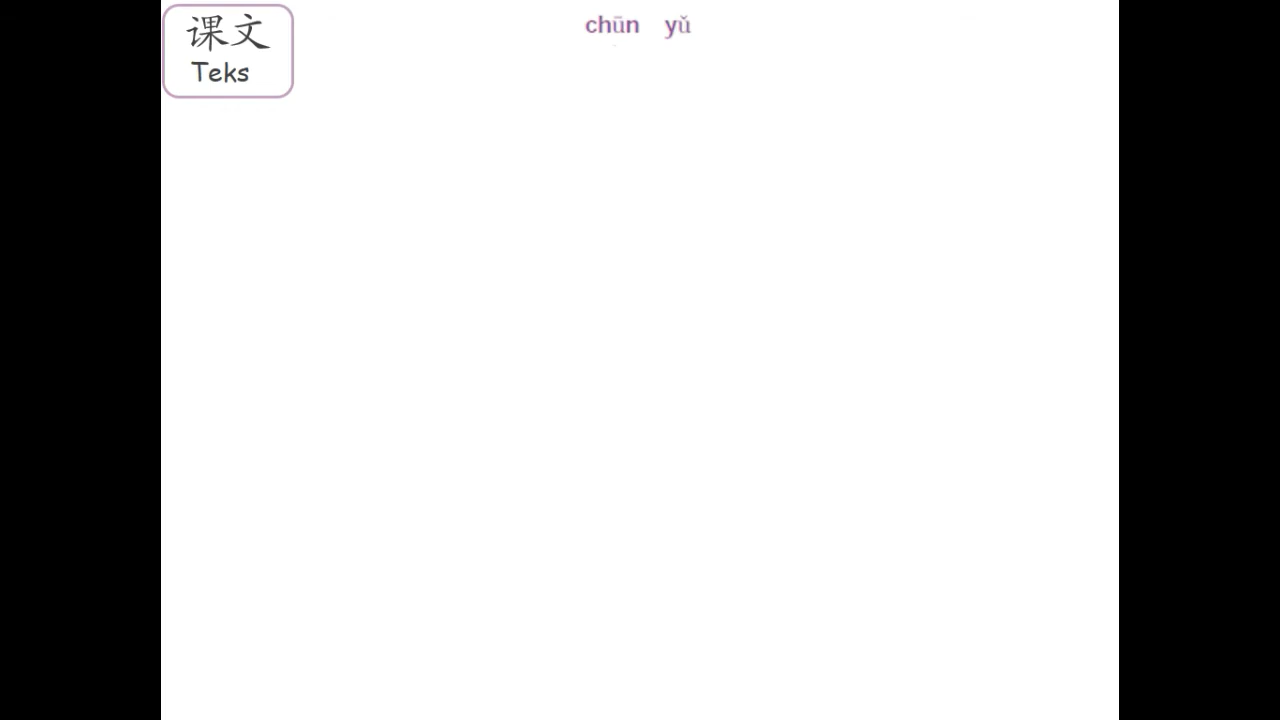 课文
Teks
chūn yǔ